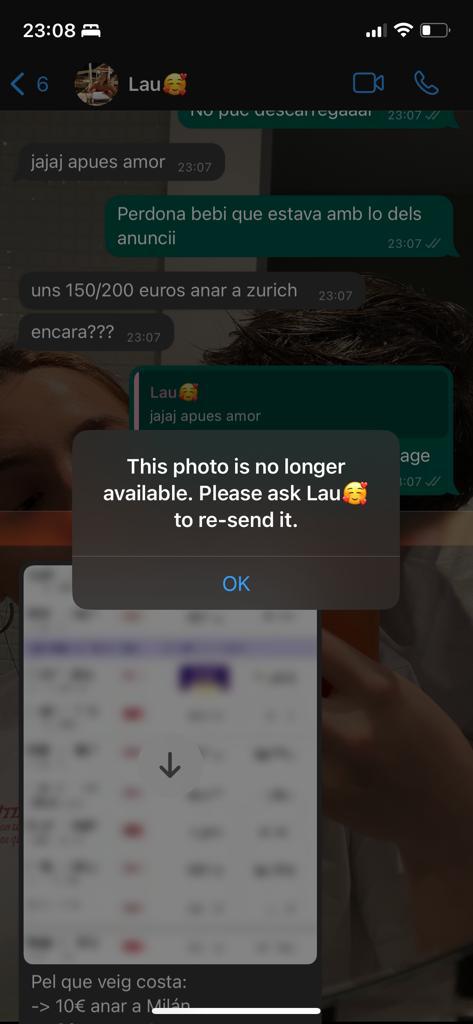 23:08
6
Lau🥰
No puc descarregaaar 23:07
jajaj apues amor 23:07
Perdona bebi que estava amb lo dels
anuncii 23:07
uns 150/200 euros anar a zurich 23:07
encara??? 23:07
Lau🥰
jajaj apues amor
age
:07
This photo is no longer
available. Please ask Lau🥰
to re-send it.
OK
Pel que veig costa:
-> 10€ anar a Milán